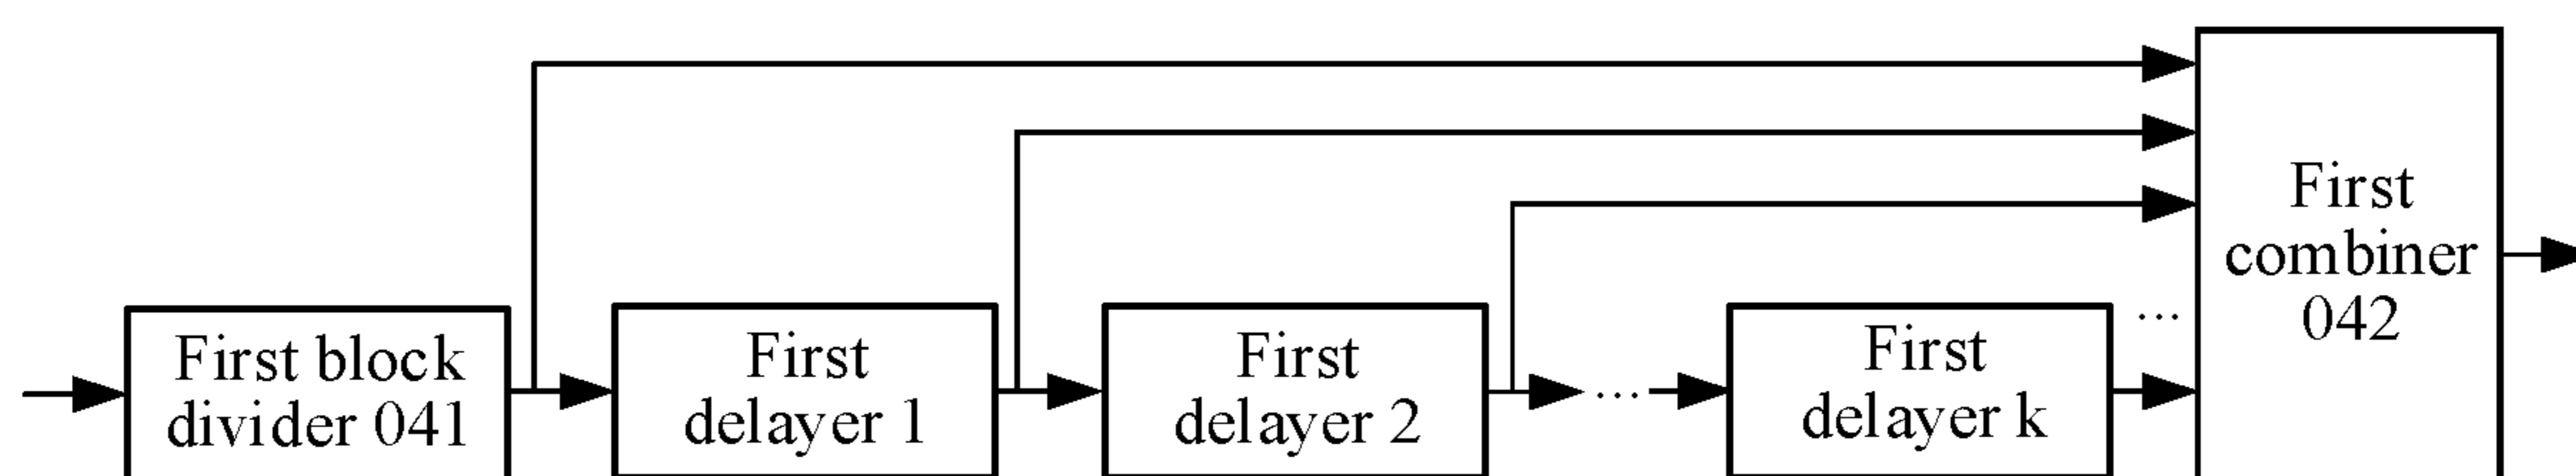 First block
divider 041
First
delayer 1
First
delayer 2
...
First
delayer k
...
First
combiner
042